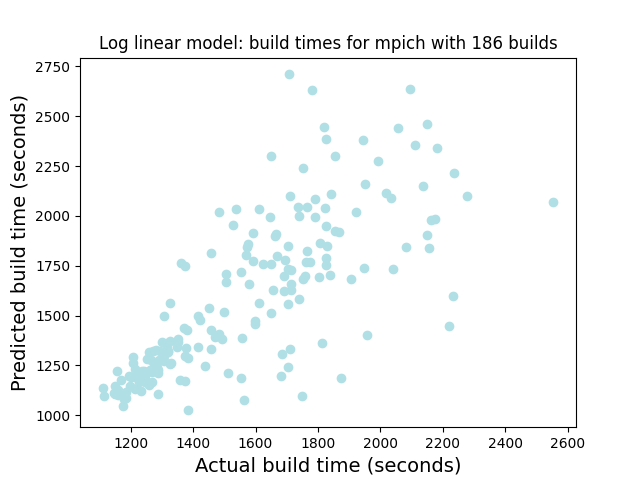 Log linear model: build times for mpich with 186 builds
Predicted build time (seconds)
2750
2500
2250
2000
1750
1500
1250
1000
1200 1400 1600 1800 2000 2200 2400 2600
Actual build time (seconds)